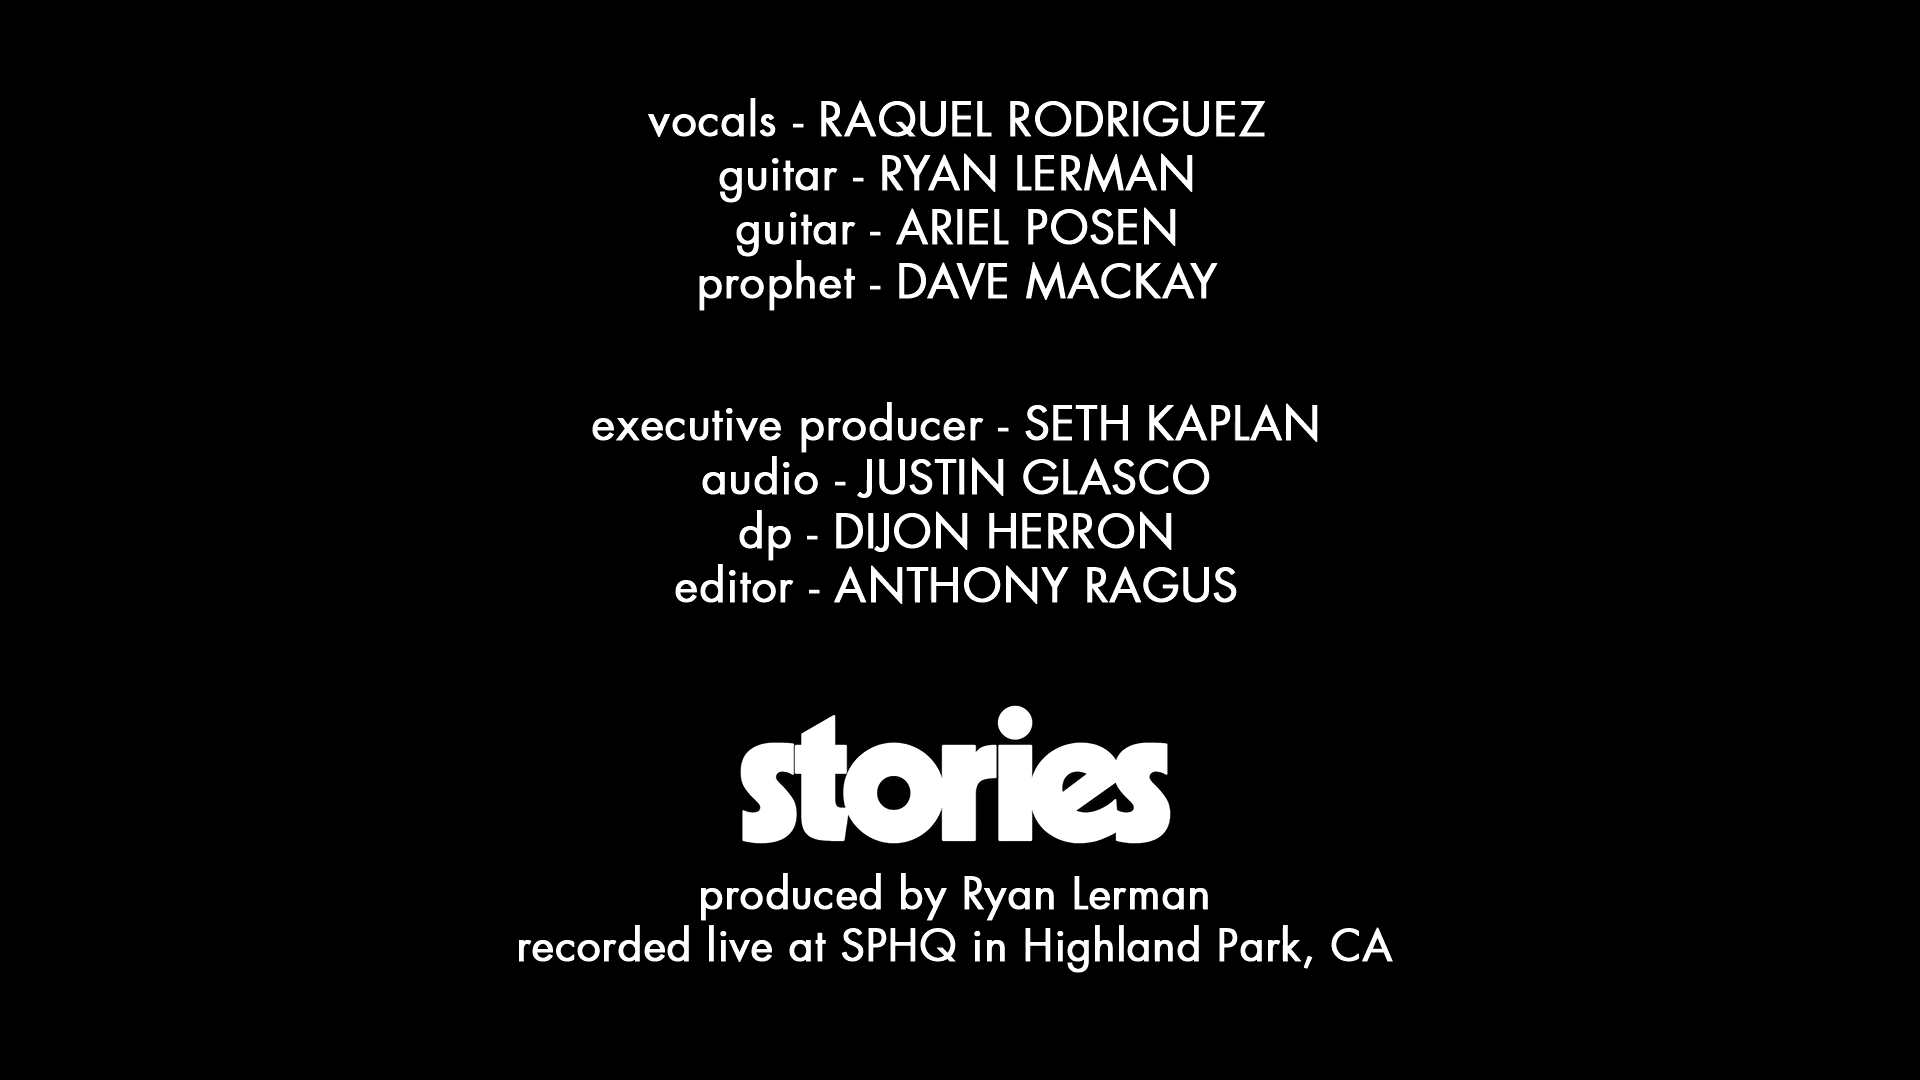 vocals - RAQUEL RODRIGUEZ
guitar - RYAN LERMAN
guitar - ARIEL POSEN
prophet - DAVE MACKAY
executive producer - SETH KAPLAN
audio - JUSTIN GLASCO
dp - DIJON HERRON
editor - ANTHONY RAGUS
stories
produced by Ryan Lerman
recorded live at SPHQ in Highland Park, CA